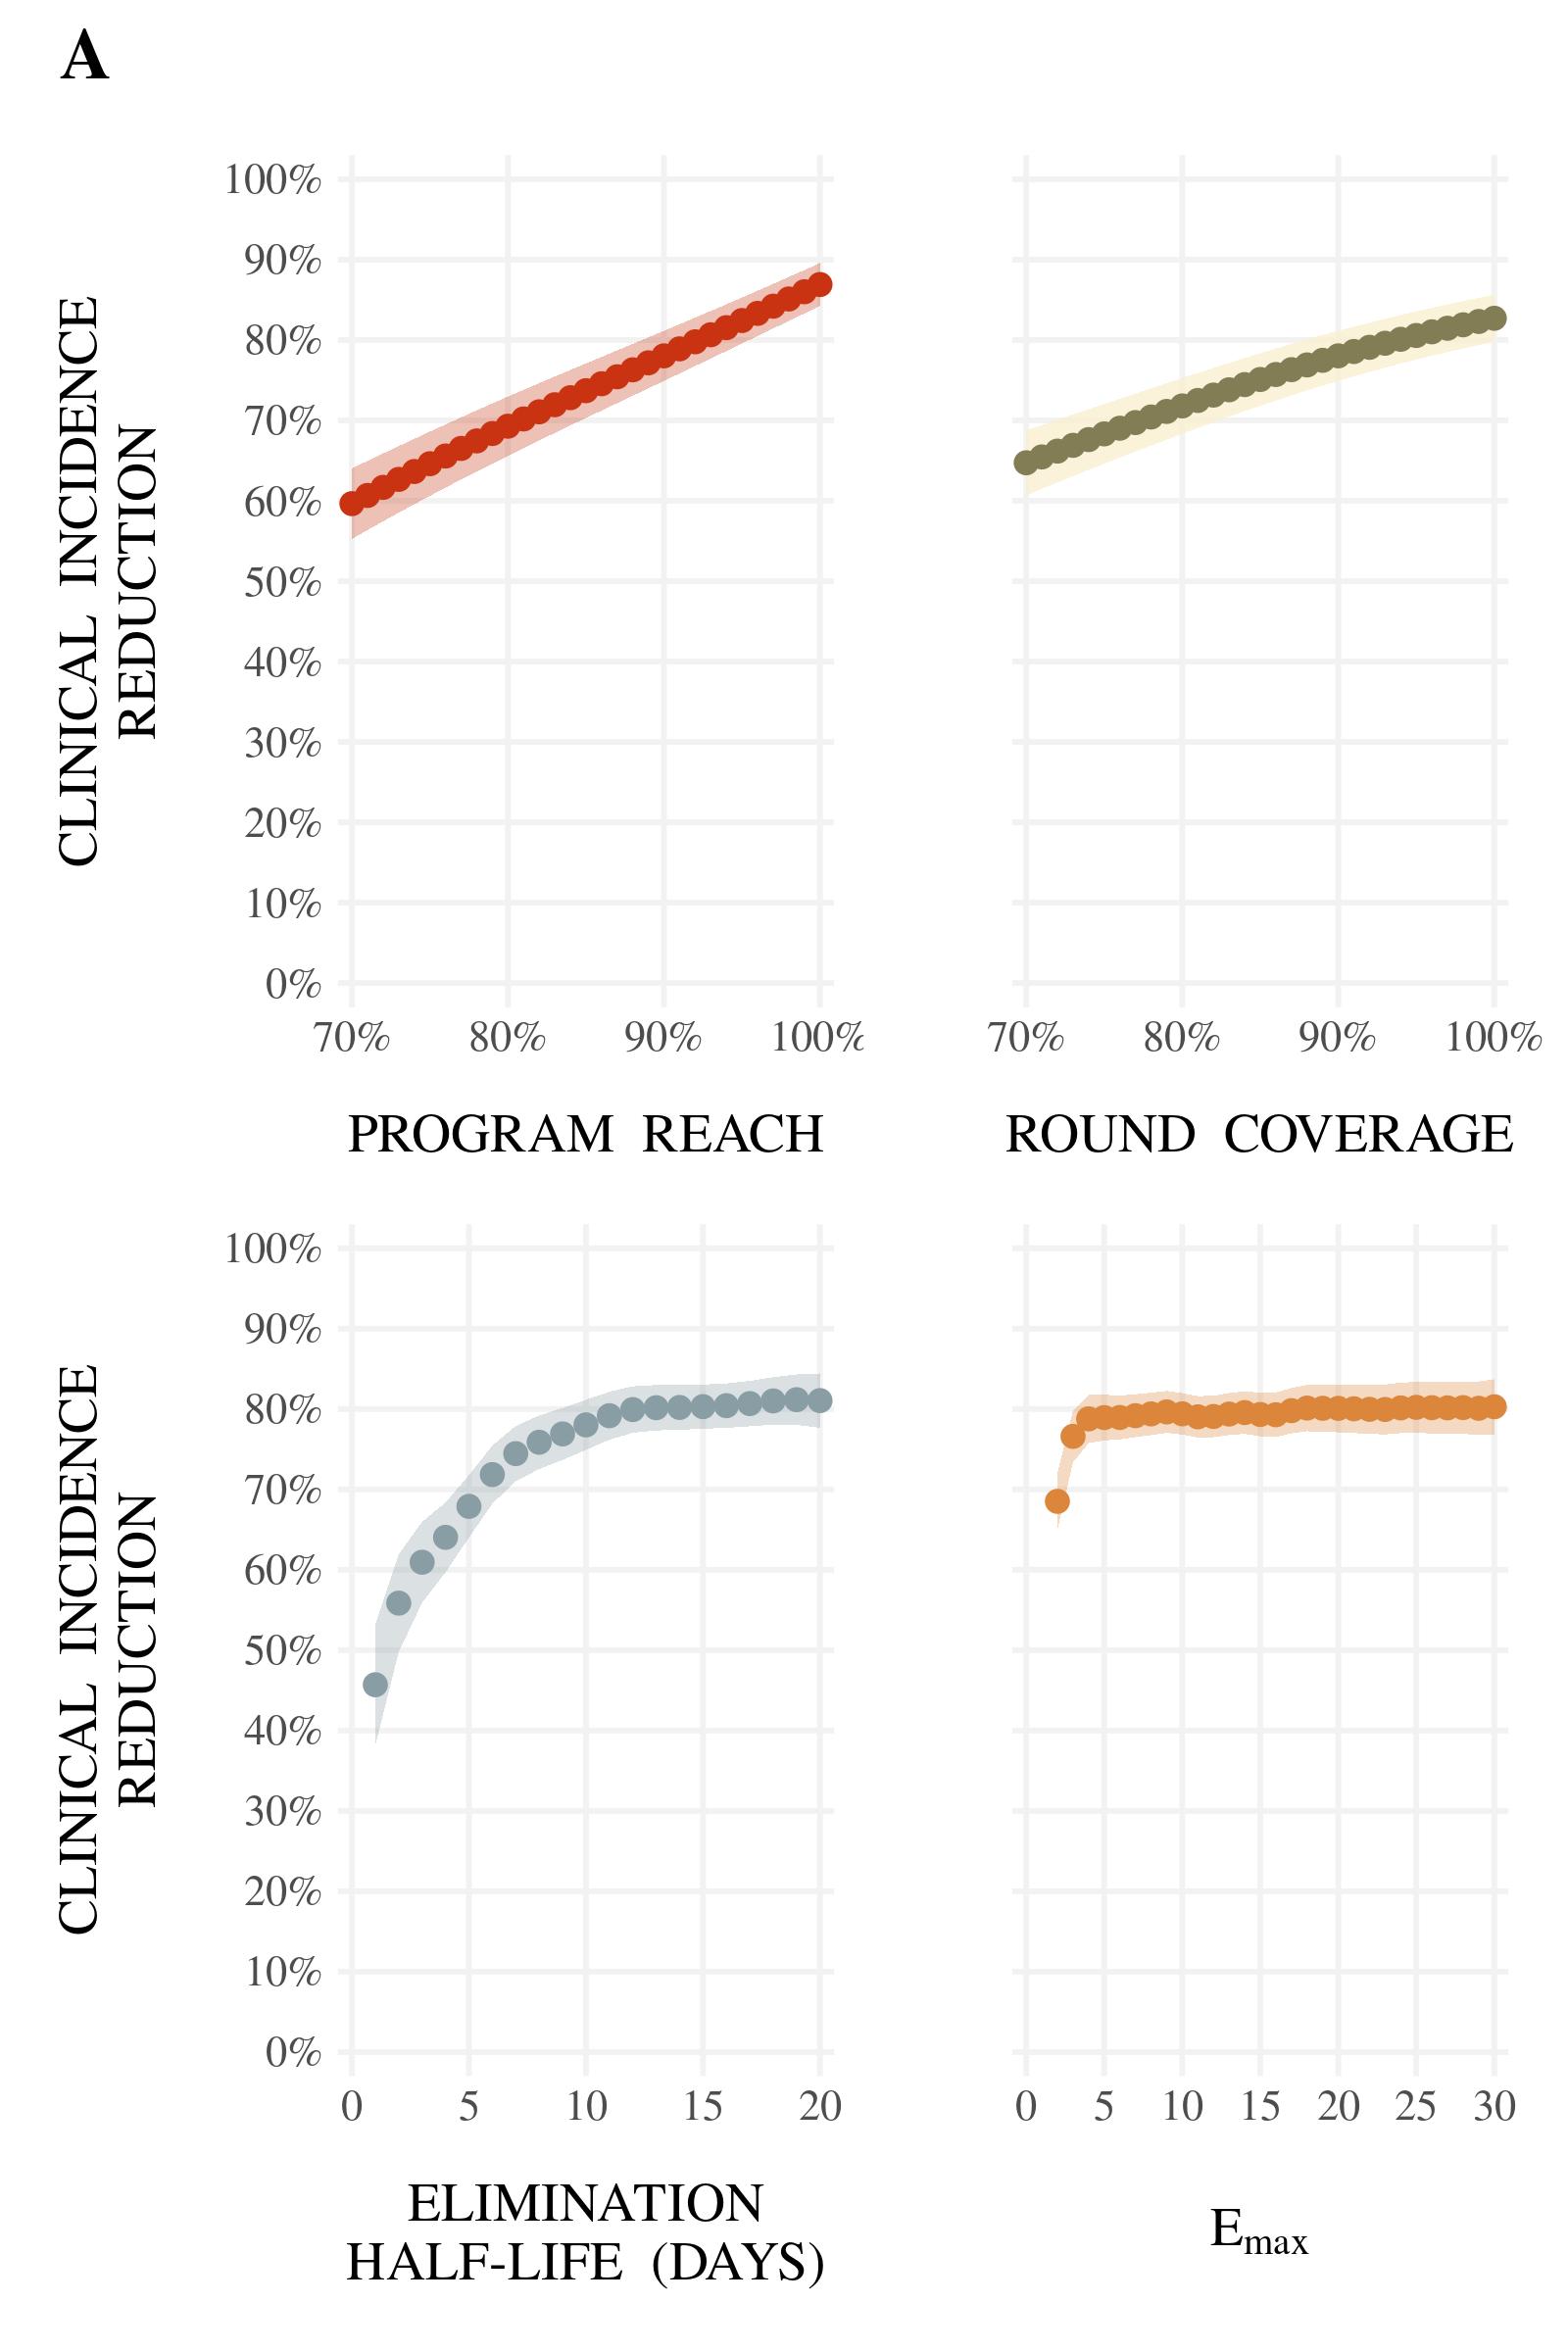 A
CLINICAL INCIDENCE
REDUCTION
100%
90%
80%
70%
60%
50%
40%
30%
20%
10%
0%
70% 80% 90% 100%
70% 80% 90% 100%
PROGRAM REACH
ROUND COVERAGE
CLINICAL INCIDENCE
REDUCTION
100%
90%
80%
70%
60%
50%
40%
30%
20%
10%
0%
0 5 10 15 20
0 5 10 15 20 25 30
ELIMINATION
HALF-LIFE (DAYS)
Emax